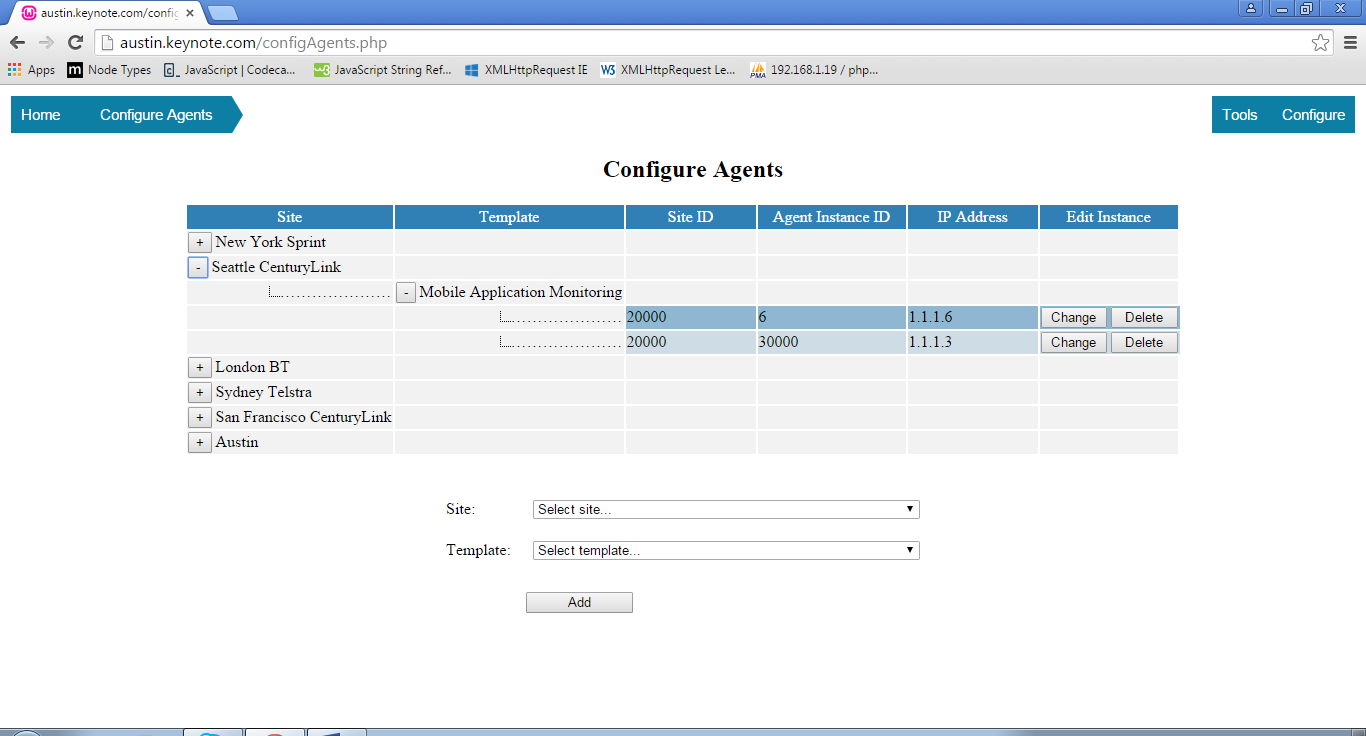 austin.keynote.com/config
austin.keynote.com/configAgents.php
Apps Node Types JavaScript | Codeca... JavaScript String Ref... XMLHttpRequest IE XMLHttpRequest Le... 192.168.1.19 / php...
Home Configure Agents Tools Configure
Configure Agents
Site Template Site ID Agent Instance ID IP Address Edit Instance
+ New York Sprint
- Seattle CenturyLink
- Mobile Application Monitoring
20000 6 1.1.1.6 Change Delete
20000 30000 1.1.1.3 Change Delete
+ London BT
+ Sydney Telstra
+ San Francisco CenturyLink
+ Austin
Site: Select site...
Template: Select template...
Add